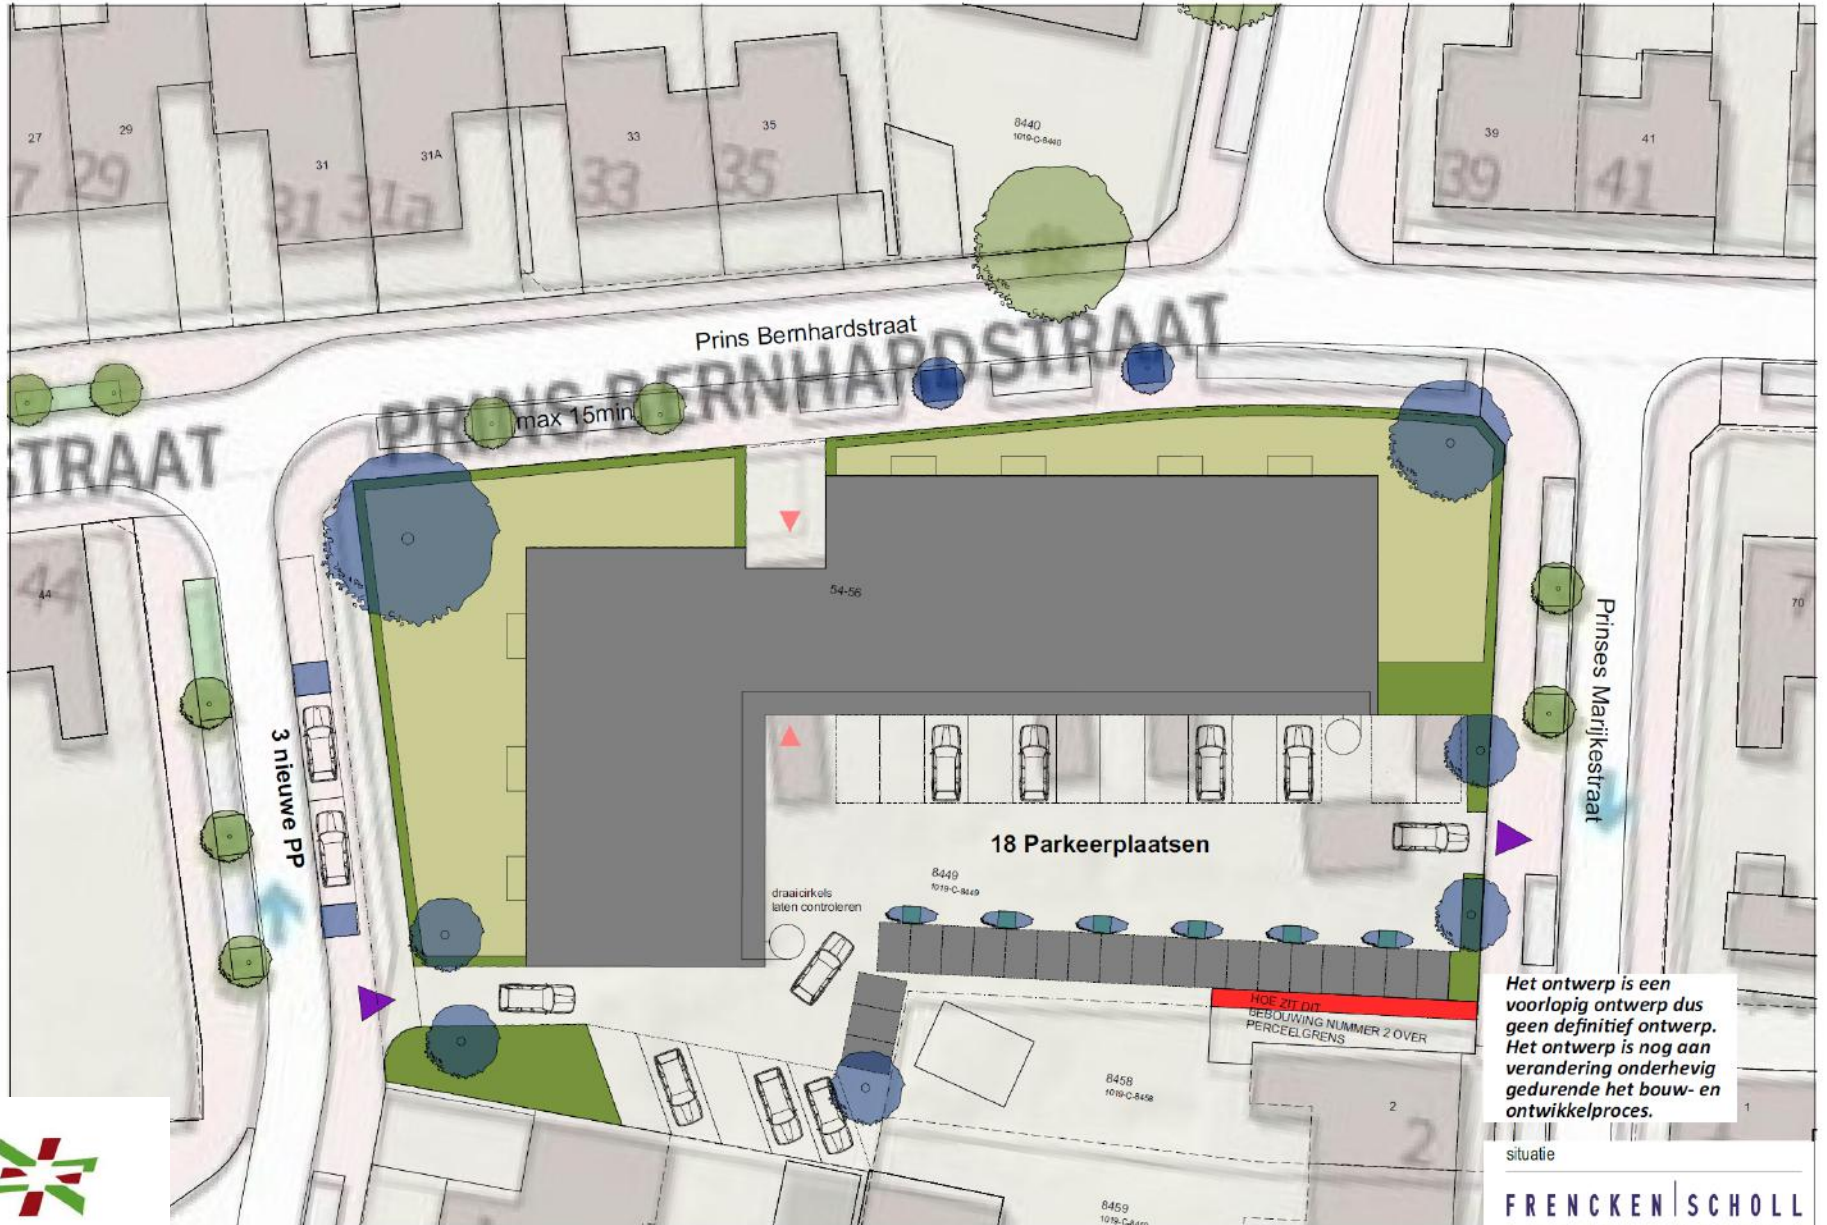 27
29
31
31A
33
35
8440
1019-C-8440
39
41
7
29
31
31a
33
35
39
41
4
Prins Bernhardstraat
PRINS BERNHARDSTRAAT
max 15min.
STRAAT
44
44
54-56
70
7
Prinses Marijkestraat
3 nieuwe PP
18 Parkeerplaatsen
8449
1019-C-8449
draaicirkels
laten controleren
HOE ZIT DIT
BEBOUWING NUMMER 2 OVER
PERCEELGRENS
8458
1019-C-8458
2
2
1
8459
Het ontwerp is een
voorlopig ontwerp dus
geen definitief ontwerp.
Het ontwerp is nog aan
verandering onderhevig
gedurende het bouw- en
ontwikkelproces.
situatie
FRENCKEN|SCHOLL